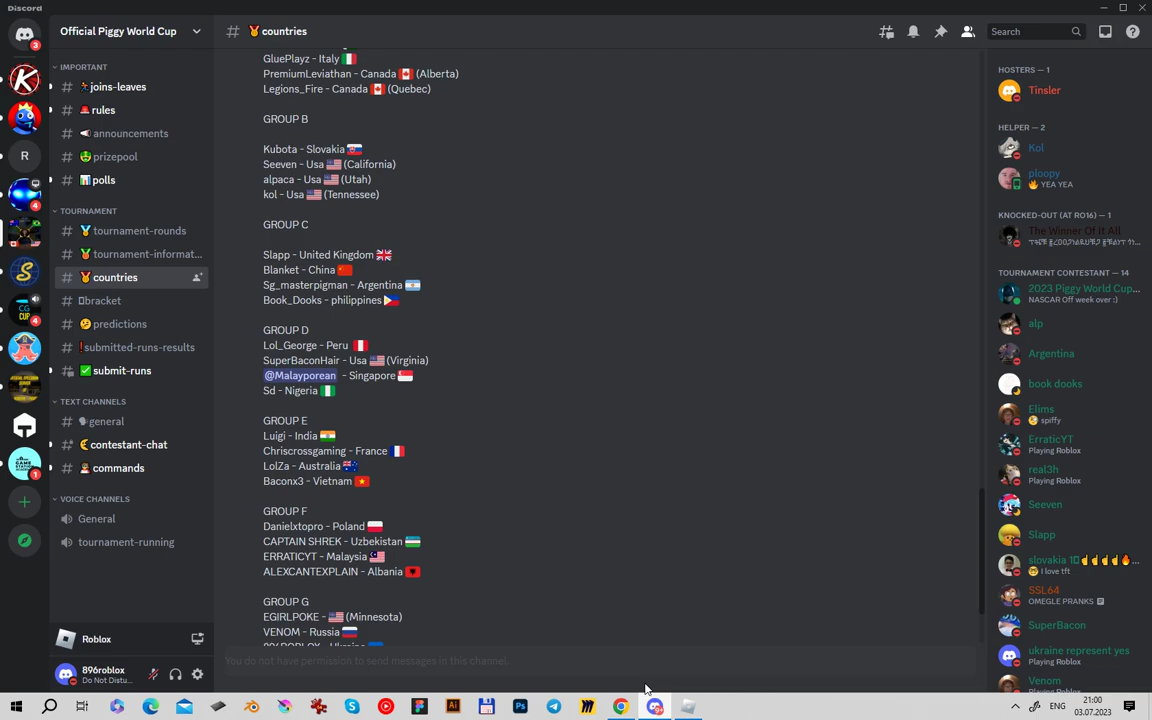 Discord
Official Piggy World Cup
countries
Search
IMPORTANT
joins-leaves
rules
announcements
prizepool
polls
TOURNAMENT
tournament-rounds
tournament-informat...
countries
bracket
predictions
submitted-runs-results
submit-runs
TEXT CHANNELS
general
contestant-chat
commands
VOICE CHANNELS
General
tournament-running
Roblox
896roblox
Do Not Distu...
GluePlayz - Italy
PremiumLeviathan - Canada (Alberta)
Legions_Fire - Canada (Quebec)
GROUP B
Kubota - Slovakia
Seeven - Usa (California)
alpaca - Usa (Utah)
kol - Usa (Tennessee)
GROUP C
Slapp - United Kingdom
Blanket - China
Sg_masterpigman - Argentina
Book_Dooks - philippines
GROUP D
Lol_George - Peru
SuperBaconHair - Usa (Virginia)
@Malayporean - Singapore
Sd - Nigeria
GROUP E
Luigi - India
Chriscrossgaming - France
LolZa - Australia
Baconx3 - Vietnam
GROUP F
Danielxtopro - Poland
CAPTAIN SHREK - Uzbekistan
ERRATICYT - Malaysia
ALEXCANTEXPLAIN - Albania
GROUP G
EGIRLPOKE - (Minnesota)
VENOM - Russia
You do not have permission to send messages in this channel.
HOSTERS — 1
Tinsler
HELPER — 2
Kol
ploopy
YEA YEA
KNOCKED-OUT (AT RO16) — 1
The Winner Of It All
TOURNAMENT CONTESTANT — 14
2023 Piggy World Cup...
NASCAR Off week over :)
alp
Argentina
book dooks
Elims
spiffy
ErraticYT
Playing Roblox
real3h
Playing Roblox
Seeven
Slapp
slovakia 1
I love tft
SSL64
OMEGLE PRANKS
SuperBacon
ukraine represent yes
Playing Roblox
Venom
Playing Roblox
ENG
21:00
03.07.2023